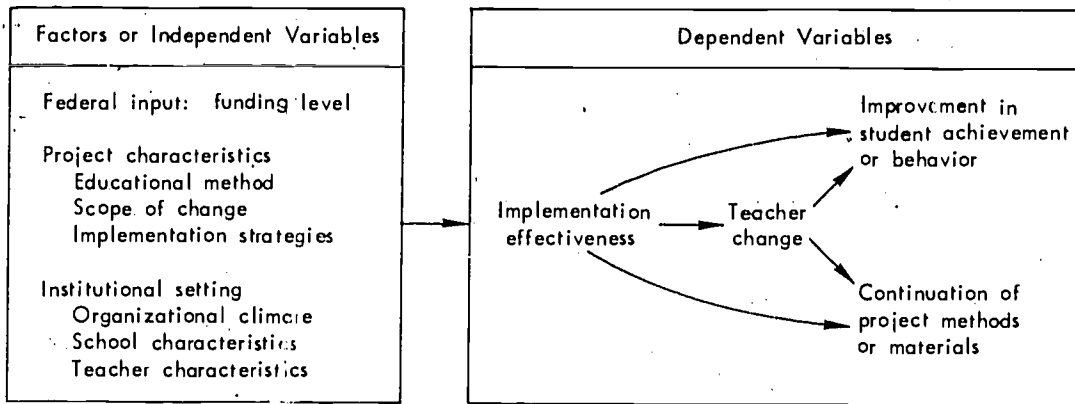 Factors or Independent Variables
Federal input: funding level
Project characteristics
Educational method
Scope of change
Implementation strategies
Institutional setting
Organizational climate
School characteristics
Teacher characteristics
Dependent Variables
Implementation
effectiveness
Teacher
change
Improvement in
student achievement
or behavior
Continuation of
project methods
or materials